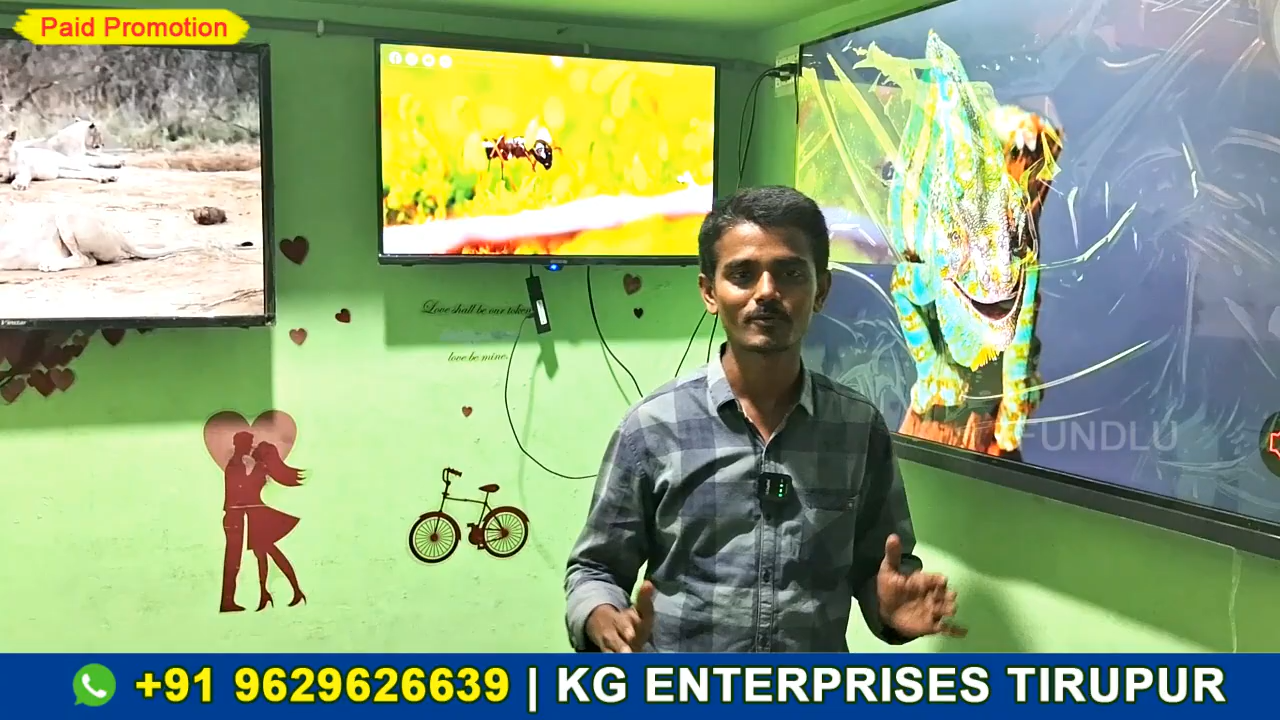 Paid Promotion
Love shall be our token
love be mine.
FUNDLU
+91 9629626639 | KG ENTERPRISES TIRUPUR